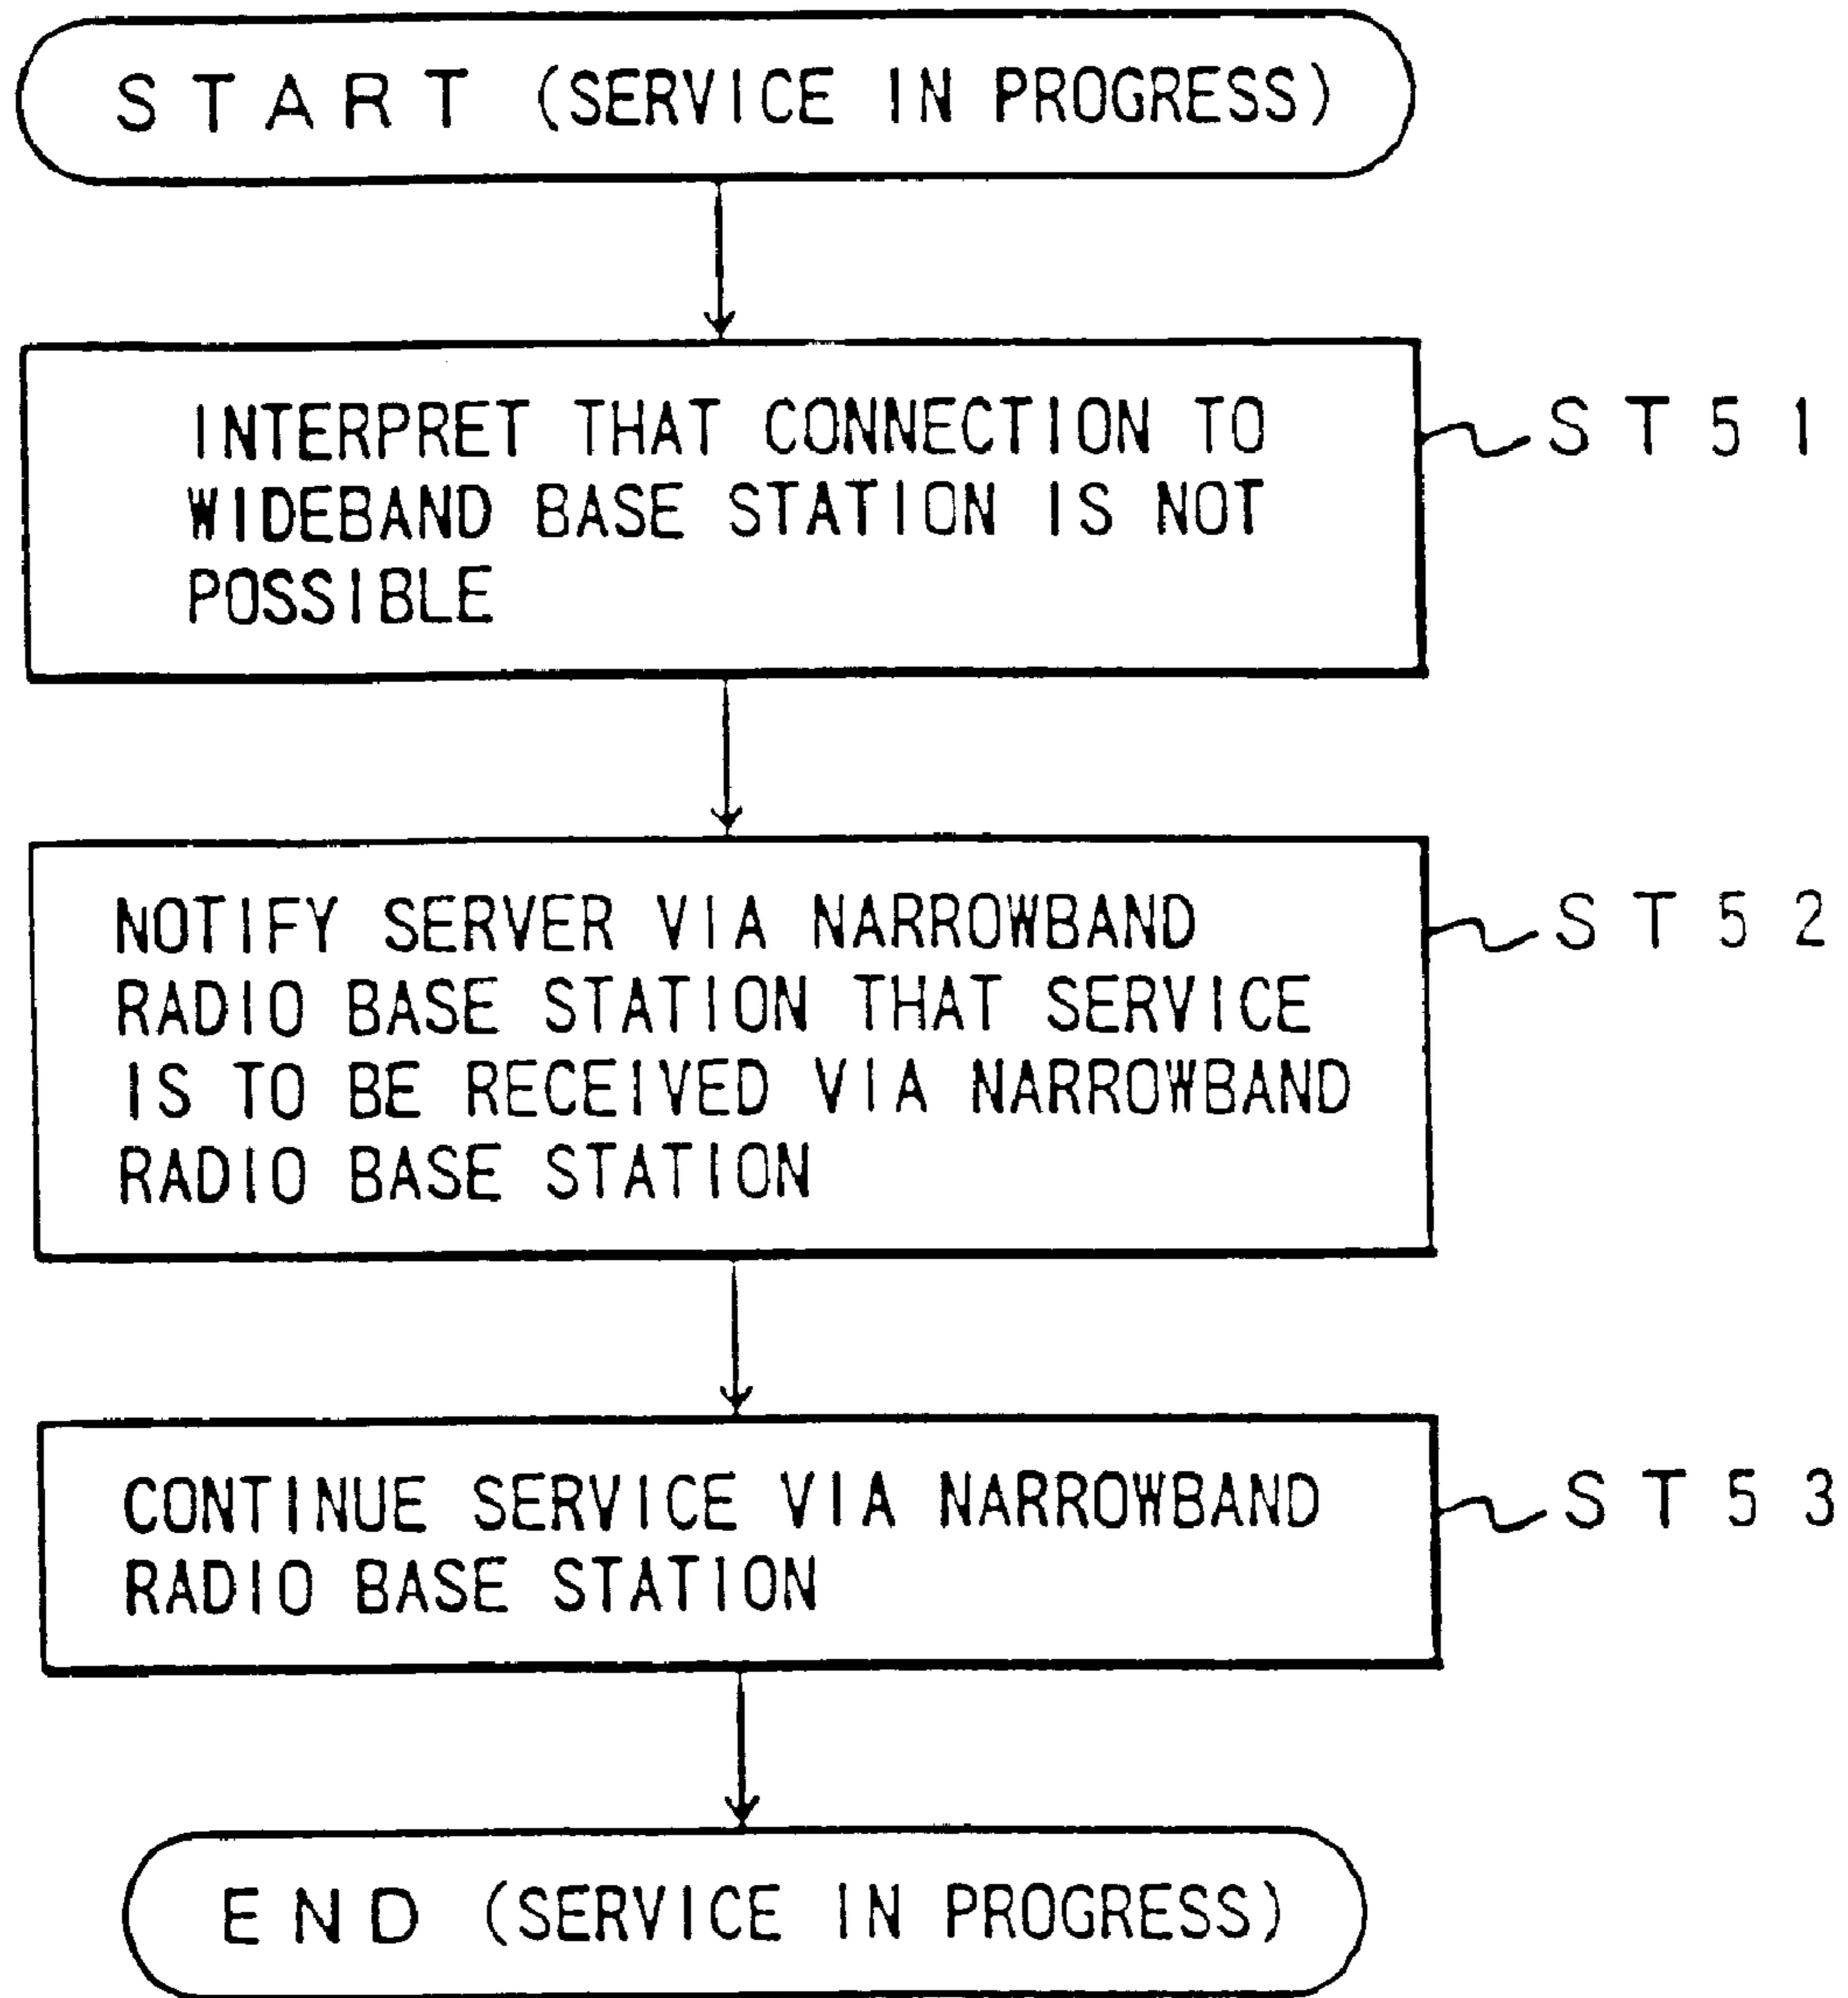 START (SERVICE IN PROGRESS)
INTERPRET THAT CONNECTION TO
WIDEBAND BASE STATION IS NOT
POSSIBLE
ST51
NOTIFY SERVER VIA NARROWBAND
RADIO BASE STATION THAT SERVICE
IS TO BE RECEIVED VIA NARROWBAND
RADIO BASE STATION
ST52
CONTINUE SERVICE VIA NARROWBAND
RADIO BASE STATION
ST53
END (SERVICE IN PROGRESS)